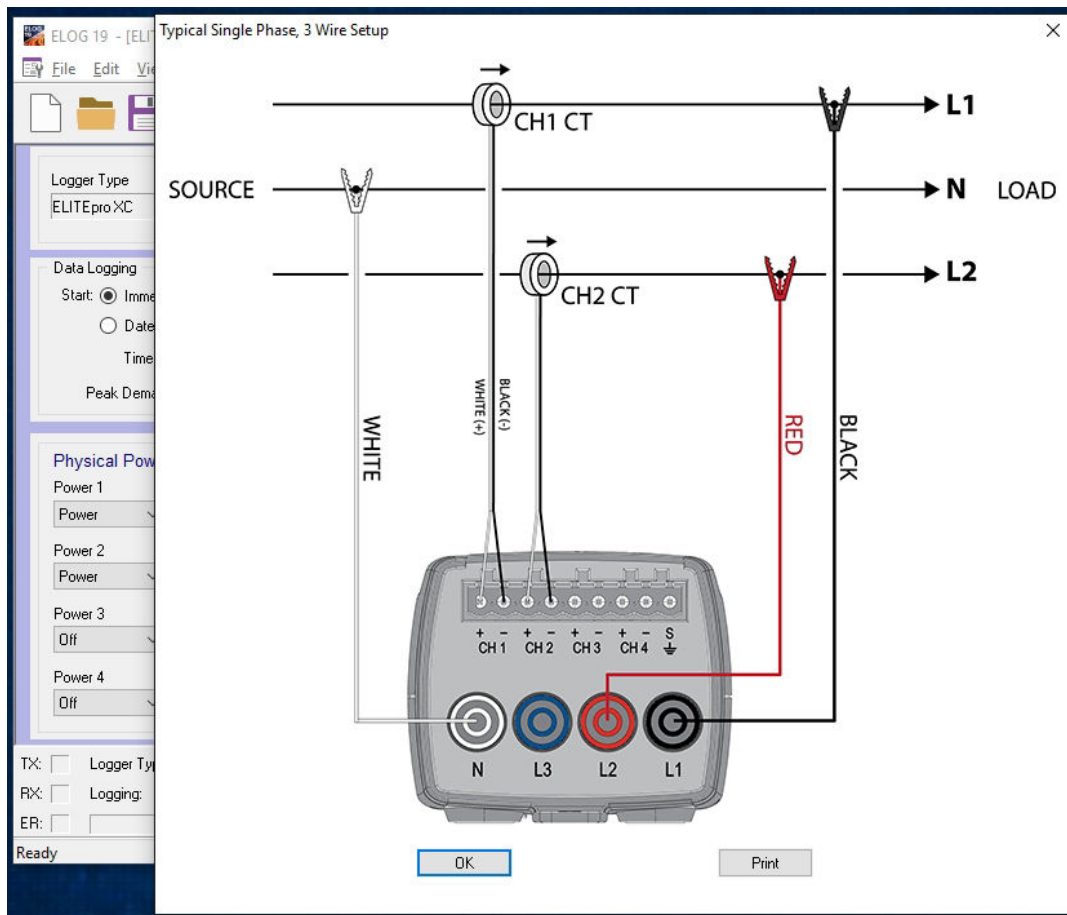 ELOG 19 - [ELIT
Typical Single Phase, 3 Wire Setup
File Edit Vie
Logger Type
ELITEpro XC
Data Logging
Start: Imme
Date
Time
Peak Dema
Physical Pow
Power 1
Power
Power 2
Power
Power 3
Off
Power 4
Off
TX: Logger Typ
RX: Logging:
ER:
Ready
CH1 CT
L1
SOURCE
N LOAD
CH2 CT
L2
WHITE
WHITE (+)
BLACK (-)
RED
BLACK
+ - + - + - + - S
CH 1 CH 2 CH 3 CH 4
N L3 L2 L1
OK Print